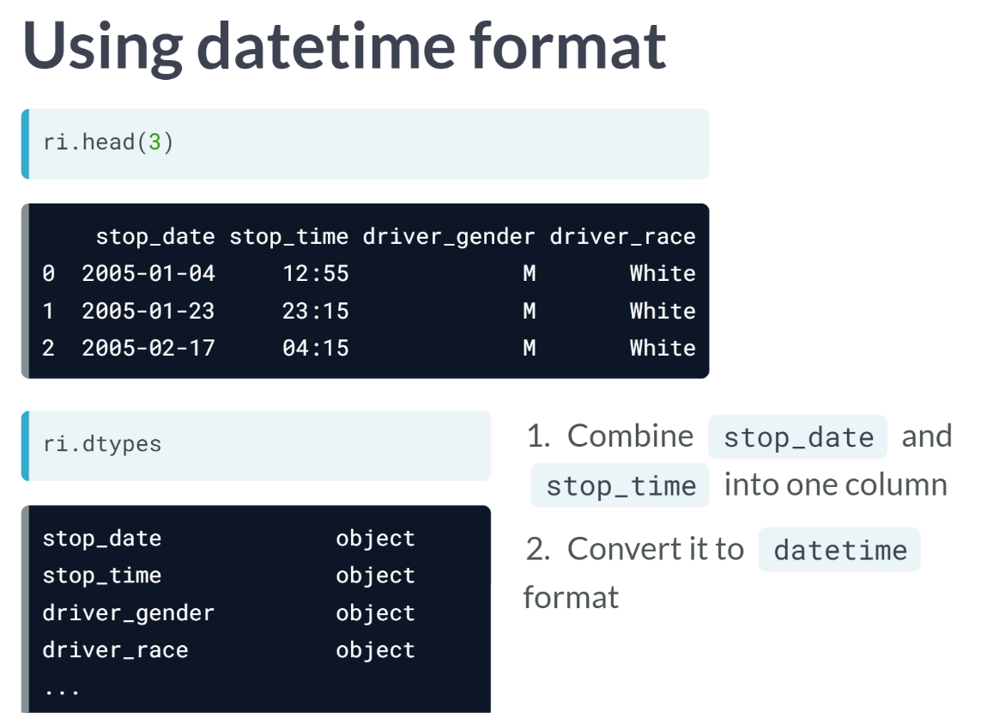 Using datetime format
ri.head(3)
stop_date stop_time driver_gender driver_race
0 2005-01-04 12:55 M White
1 2005-01-23 23:15 M White
2 2005-02-17 04:15 M White
ri.dtypes
stop_date object
stop_time object
driver_gender object
driver_race object
...
1. Combine stop_date and
stop_time into one column
2. Convert it to datetime
format